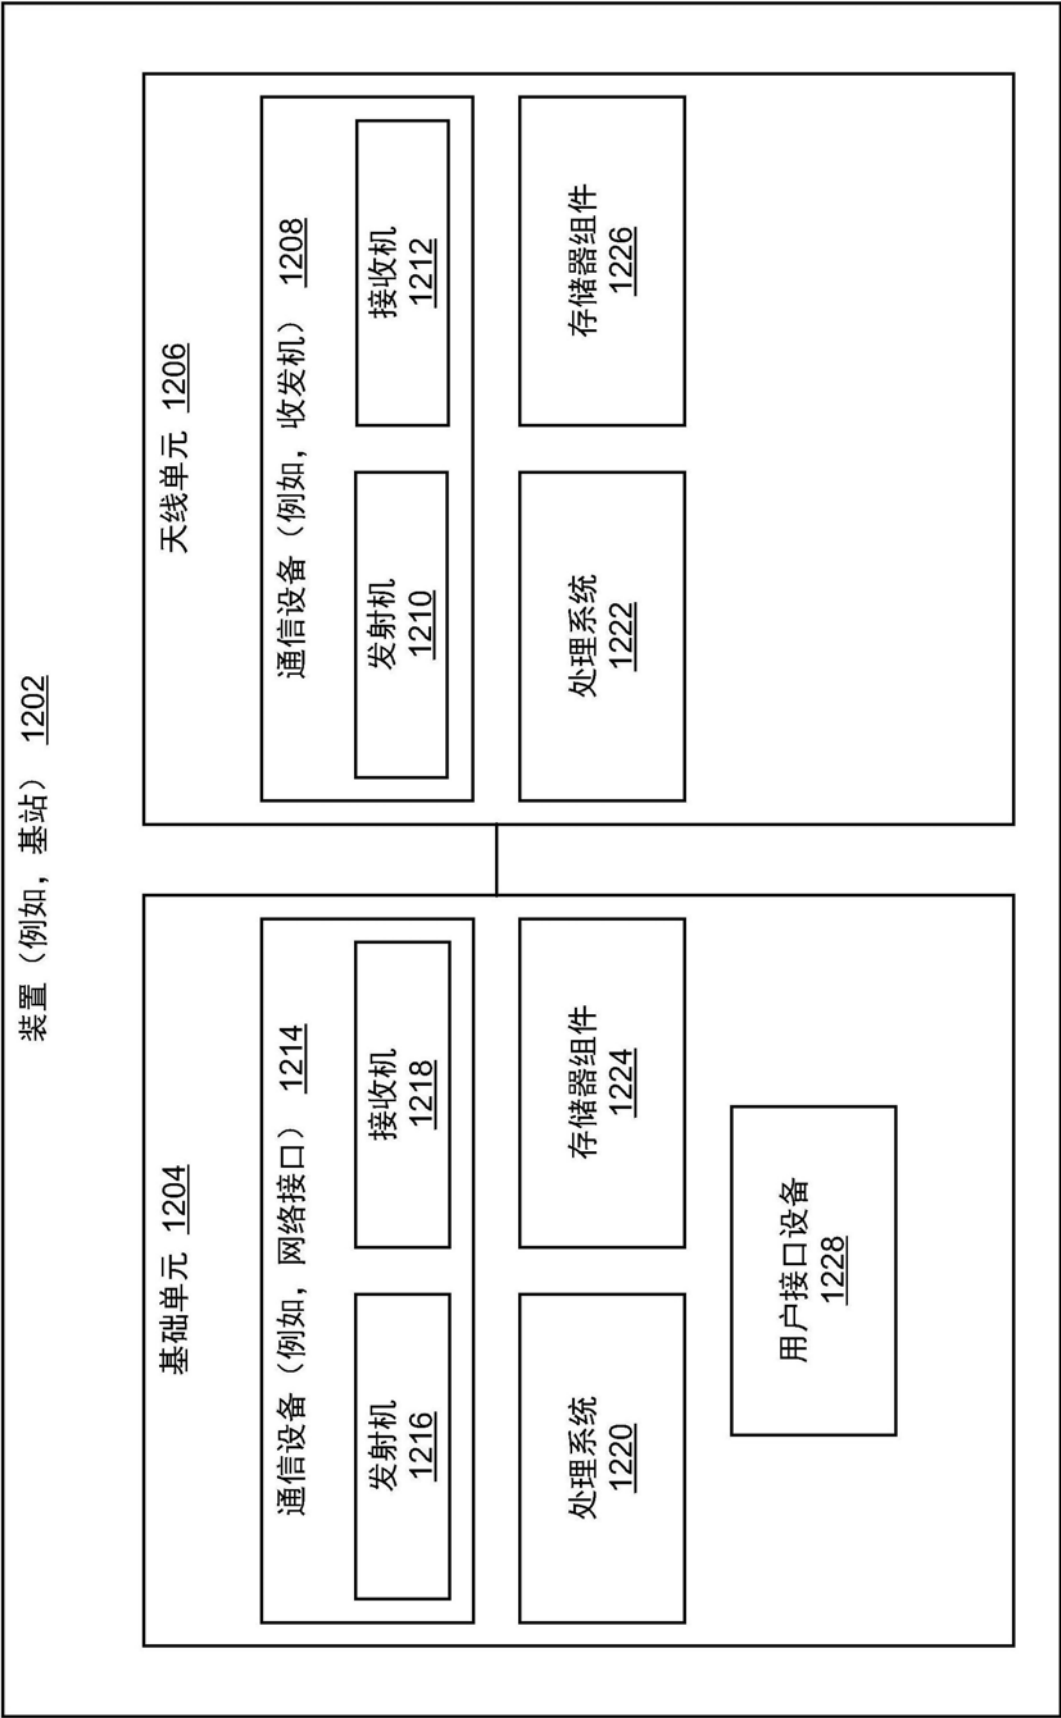 装置（例如，基站） 1202
基础单元 1204
通信设备（例如，网络接口） 1214
发射机
1216
接收机
1218
处理系统
1220
存储器组件
1224
用户接口设备
1228
天线单元 1206
通信设备（例如，收发机） 1208
发射机
1210
接收机
1212
处理系统
1222
存储器组件
1226